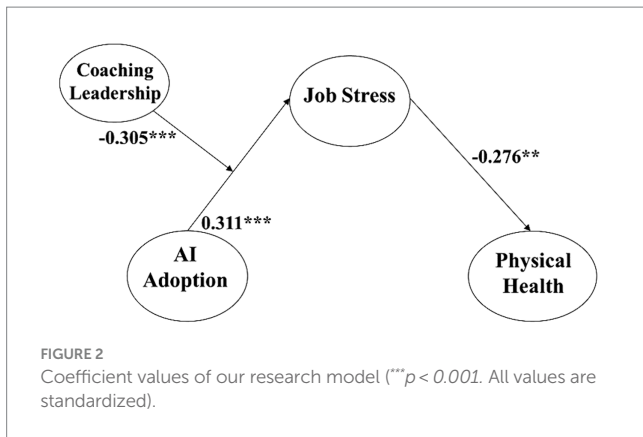 Coaching
Leadership
Job Stress
-0.305***
-0.276**
0.311***
AI
Adoption
Physical
Health
FIGURE 2
Coefficient values of our research model (***p < 0.001. All values are
standardized).